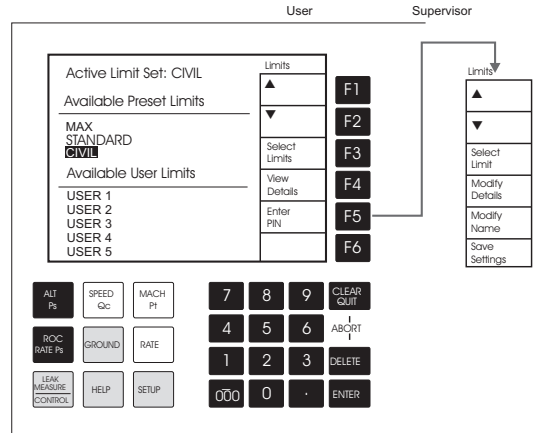 User
Supervisor
Active Limit Set: CIVIL
Available Preset Limits
MAX
STANDARD
CIVIL
Available User Limits
USER 1
USER 2
USER 3
USER 4
USER 5
Limits
▲
▼
Select
Limits
View
Details
Enter
PIN
F1
F2
F3
F4
F5
F6
Limits
▲
▼
Select
Limit
Modify
Details
Modify
Name
Save
Settings
ALT
Ps
SPEED
Qc
MACH
Pt
ROC
RATE Ps
GROUND
RATE
LEAK
MEASURE
CONTROL
HELP
SETUP
7 8 9
CLEAR
QUIT
4 5 6
ABORT
1 2 3
DELETE
000 0 .
ENTER